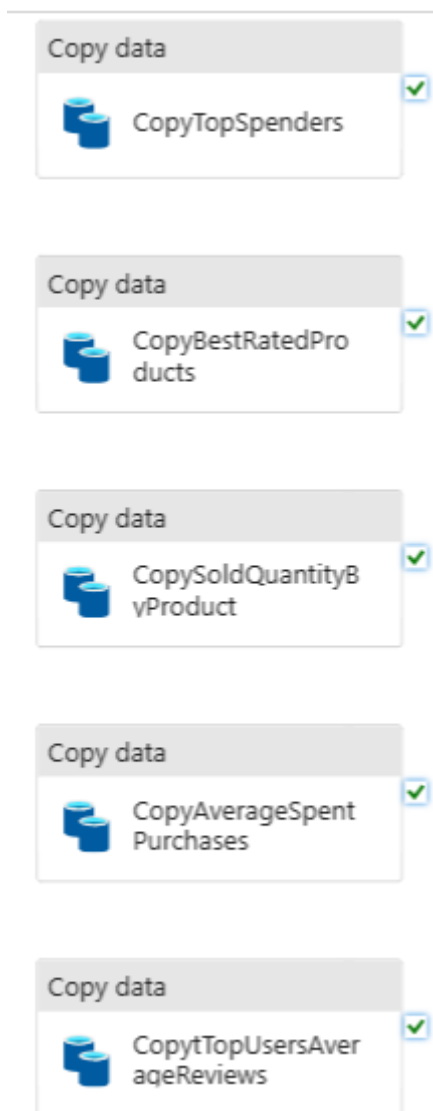 Copy data
CopyTopSpenders
Copy data
CopyBestRatedPro
ducts
Copy data
CopySoldQuantityB
yProduct
Copy data
CopyAverageSpent
Purchases
Copy data
CopytTopUsersAver
ageReviews